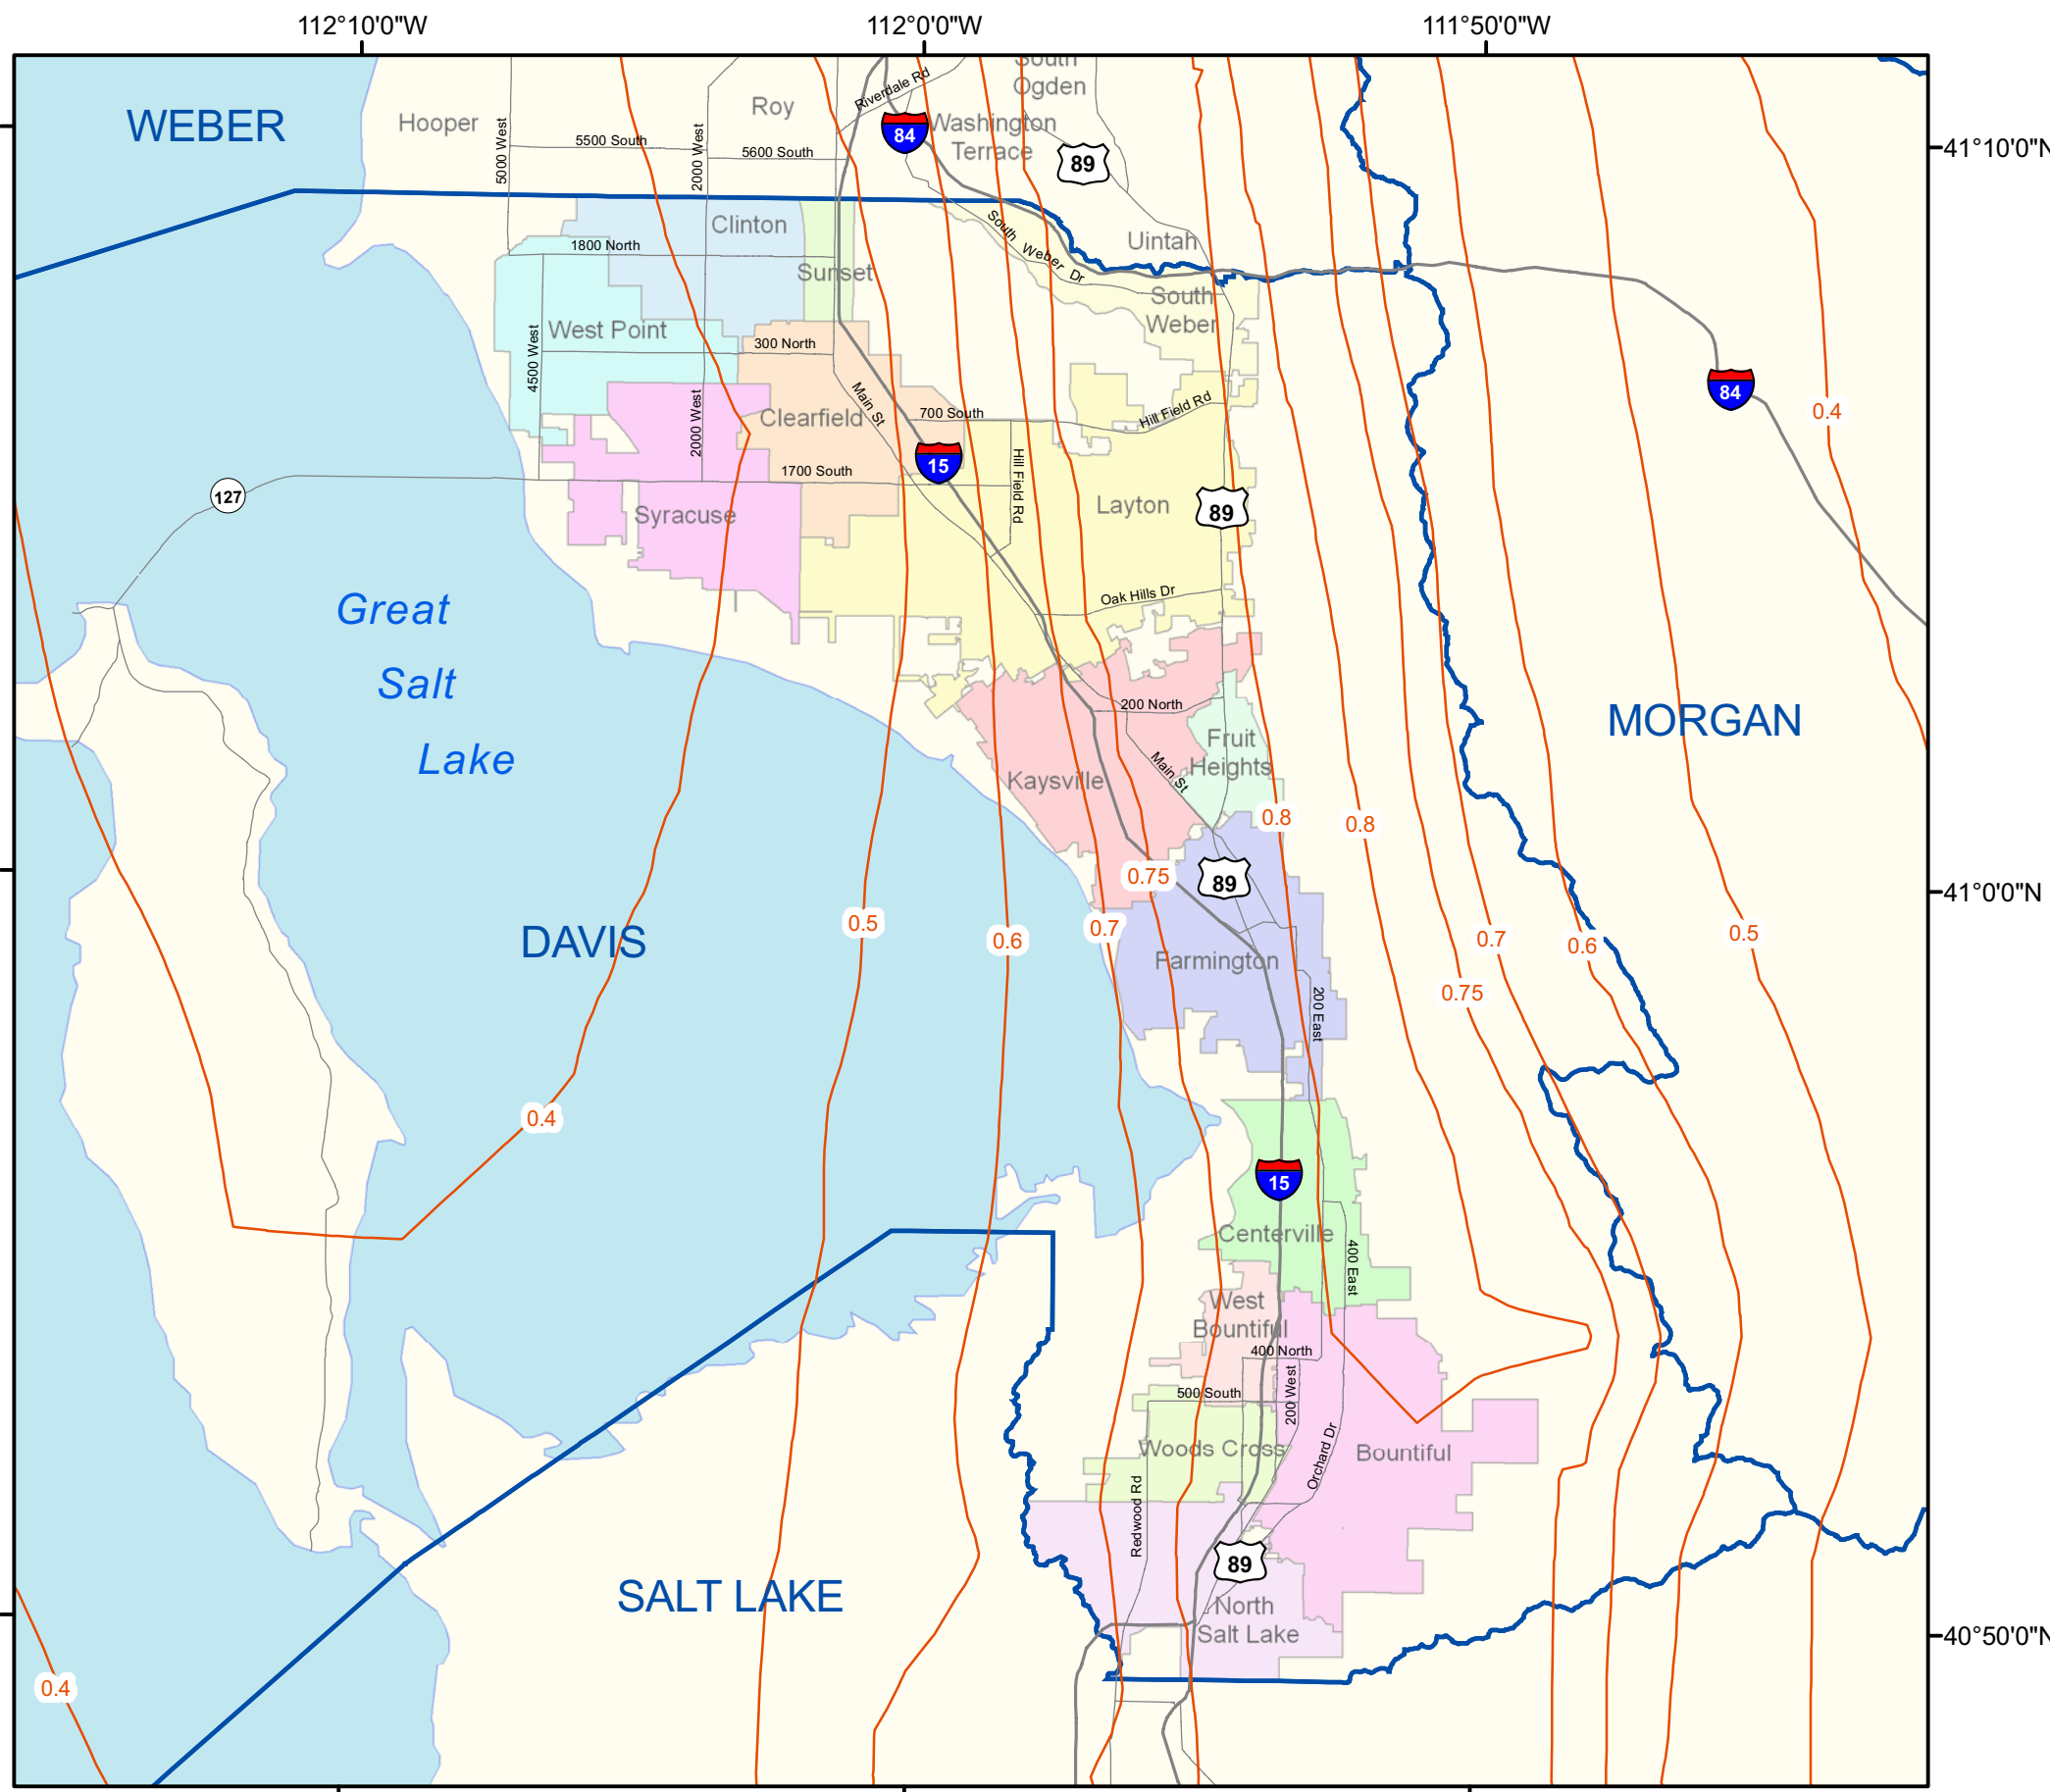 112°10'0"W
112°0'0"W
111°50'0"W
South
Ogden
Riverdale Rd
Roy
Hooper
WEBER
84
Washington
Terrace
89
41°10'0"N
5000 West
5500 South
2000 West
5600 South
Clinton
South Weber Dr
Uintah
1800 North
Sunset
South
Weber
West Point
300 North
4500 West
84
0.4
Main St
2000 West
Clearfield
700 South
Hill Field Rd
15
1700 South
Hill Field Rd
127
Layton
89
Syracuse
Oak Hills Dr
Great
Salt
Lake
200 North
MORGAN
Fruit
Heights
Main St
Kaysville
0.8
0.8
0.75
89
41°0'0"N
0.5
0.6
0.7
0.7
0.6
0.5
DAVIS
Farmington
0.75
200 East
0.4
15
Centerville
400 East
West
Bountiful
400 North
200 West
500 South
Woods Cross
Orchard Dr
Bountiful
Redwood Rd
89
SALT LAKE
North
Salt Lake
40°50'0"N
0.4